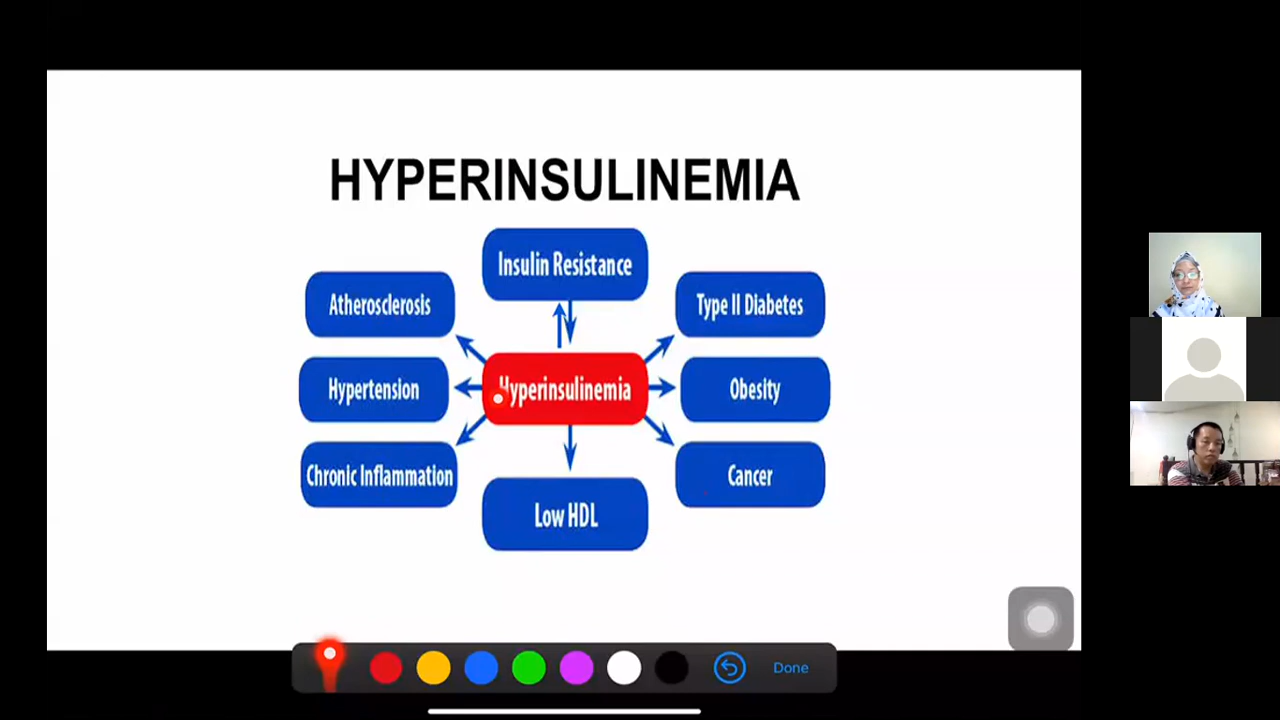 HYPERINSULINEMIA
Insulin Resistance
Atherosclerosis
Type II Diabetes
Hypertension
Hyperinsulinemia
Obesity
Chronic Inflammation
Cancer
Low HDL
Done